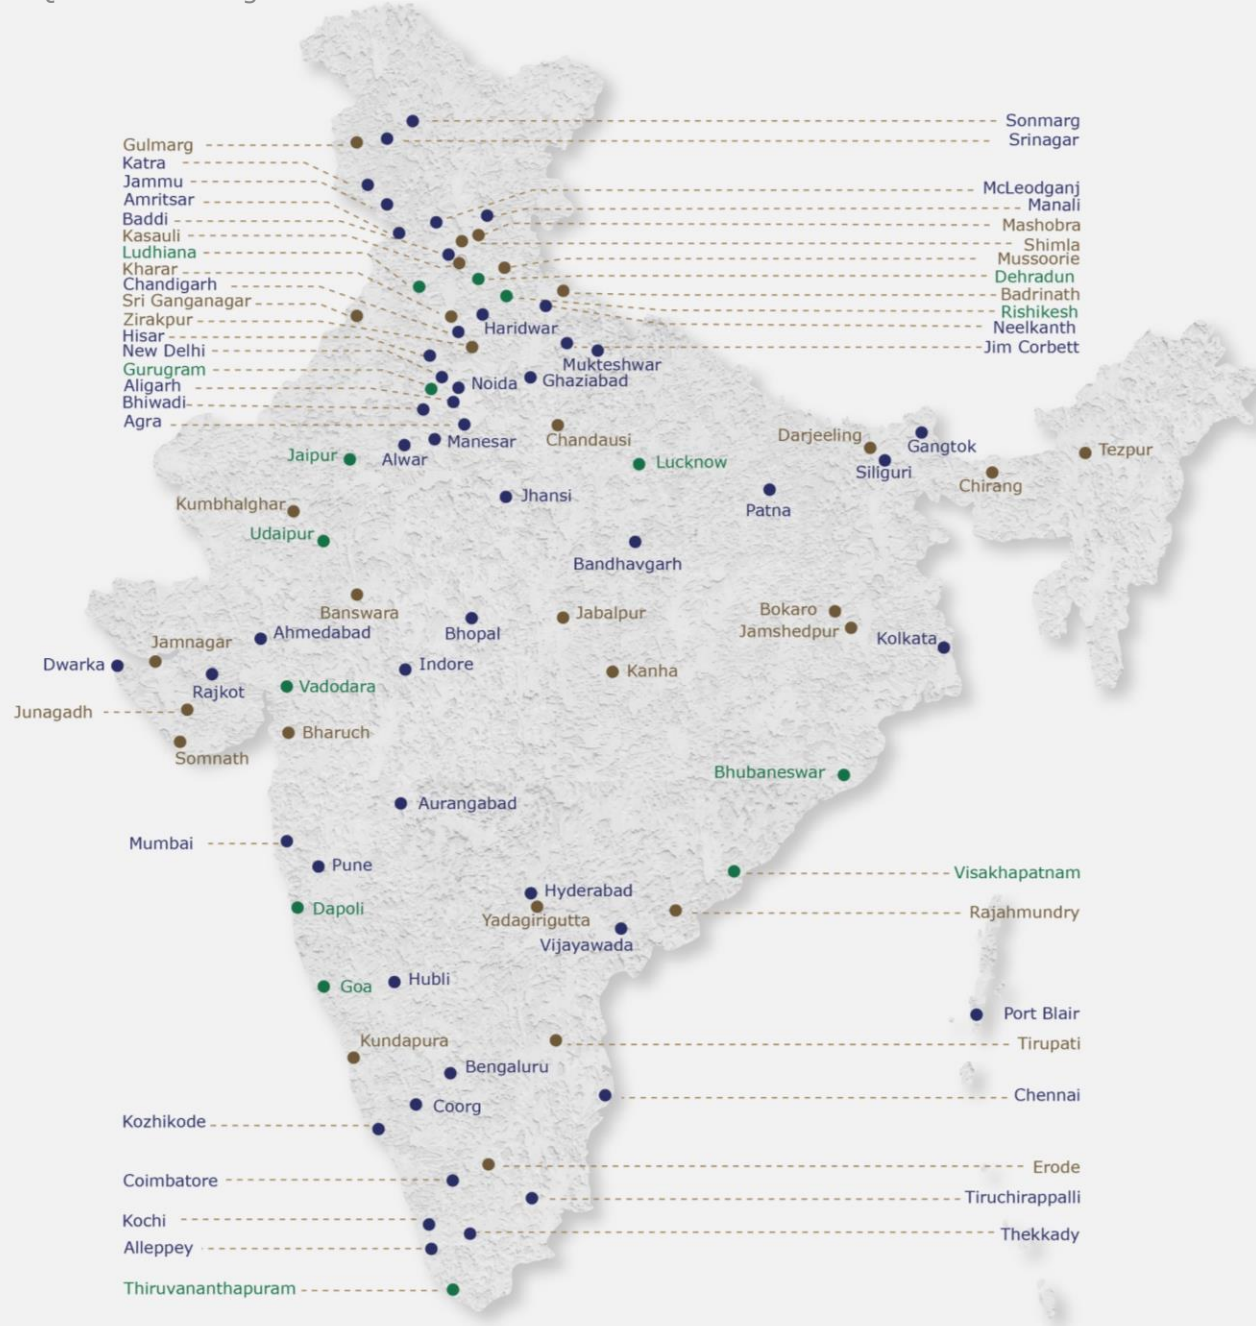 Sonmarg
Srinagar
Gulmarg
Katra
Jammu
Amritsar
Baddi
Kasauli
Ludhiana
Kharar
Chandigarh
Sri Ganganagar
Zirakpur
Hisar
New Delhi
Gurugram
Aligarh
Bhiwadi
Agra
McLeodganj
Manali
Mashobra
Shimla
Mussoorie
Dehradun
Badrinath
Rishikesh
Neelkanth
Jim Corbett
Haridwar
Mukteshwar
Noida
Ghaziabad
Manesar
Chandausi
Alwar
Jaipur
Lucknow
Darjeeling
Gangtok
Siliguri
Tezpur
Chirang
Kumbhalghar
Jhansi
Patna
Udaipur
Bandhavgarh
Banswara
Jabalpur
Bokaro
Jamshedpur
Kolkata
Ahmedabad
Bhopal
Jamnagar
Dwarka
Indore
Kanha
Rajkot
Vadodara
Junagadh
Bharuch
Somnath
Bhubaneswar
Aurangabad
Mumbai
Pune
Visakhapatnam
Hyderabad
Dapoli
Yadagirigutta
Rajahmundry
Vijayawada
Hubli
Goa
Port Blair
Kundapura
Tirupati
Bengaluru
Chennai
Coorg
Kozhikode
Erode
Coimbatore
Tiruchirappalli
Kochi
Thekkady
Alleppey
Thiruvananthapuram